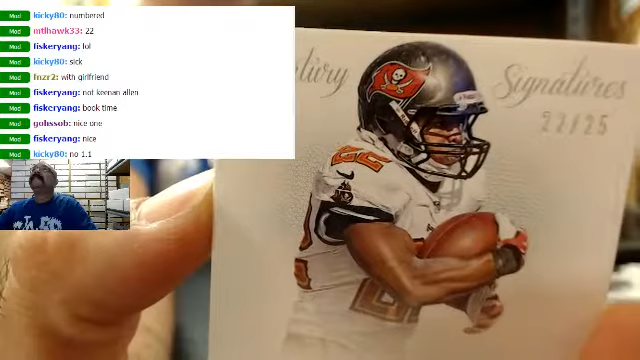 Mod kicky80: numbered
Mod mtlhawk33: 22
Mod fiskeryang: lol
Mod kicky80: sick
Mod fnzr2: with girlfriend
Mod fiskeryang: not keenan allen
Mod fiskeryang: book time
Mod gohssob: nice one
Mod fiskeryang: nice
Mod kicky80: no 1.1
Signatures
22/25
22